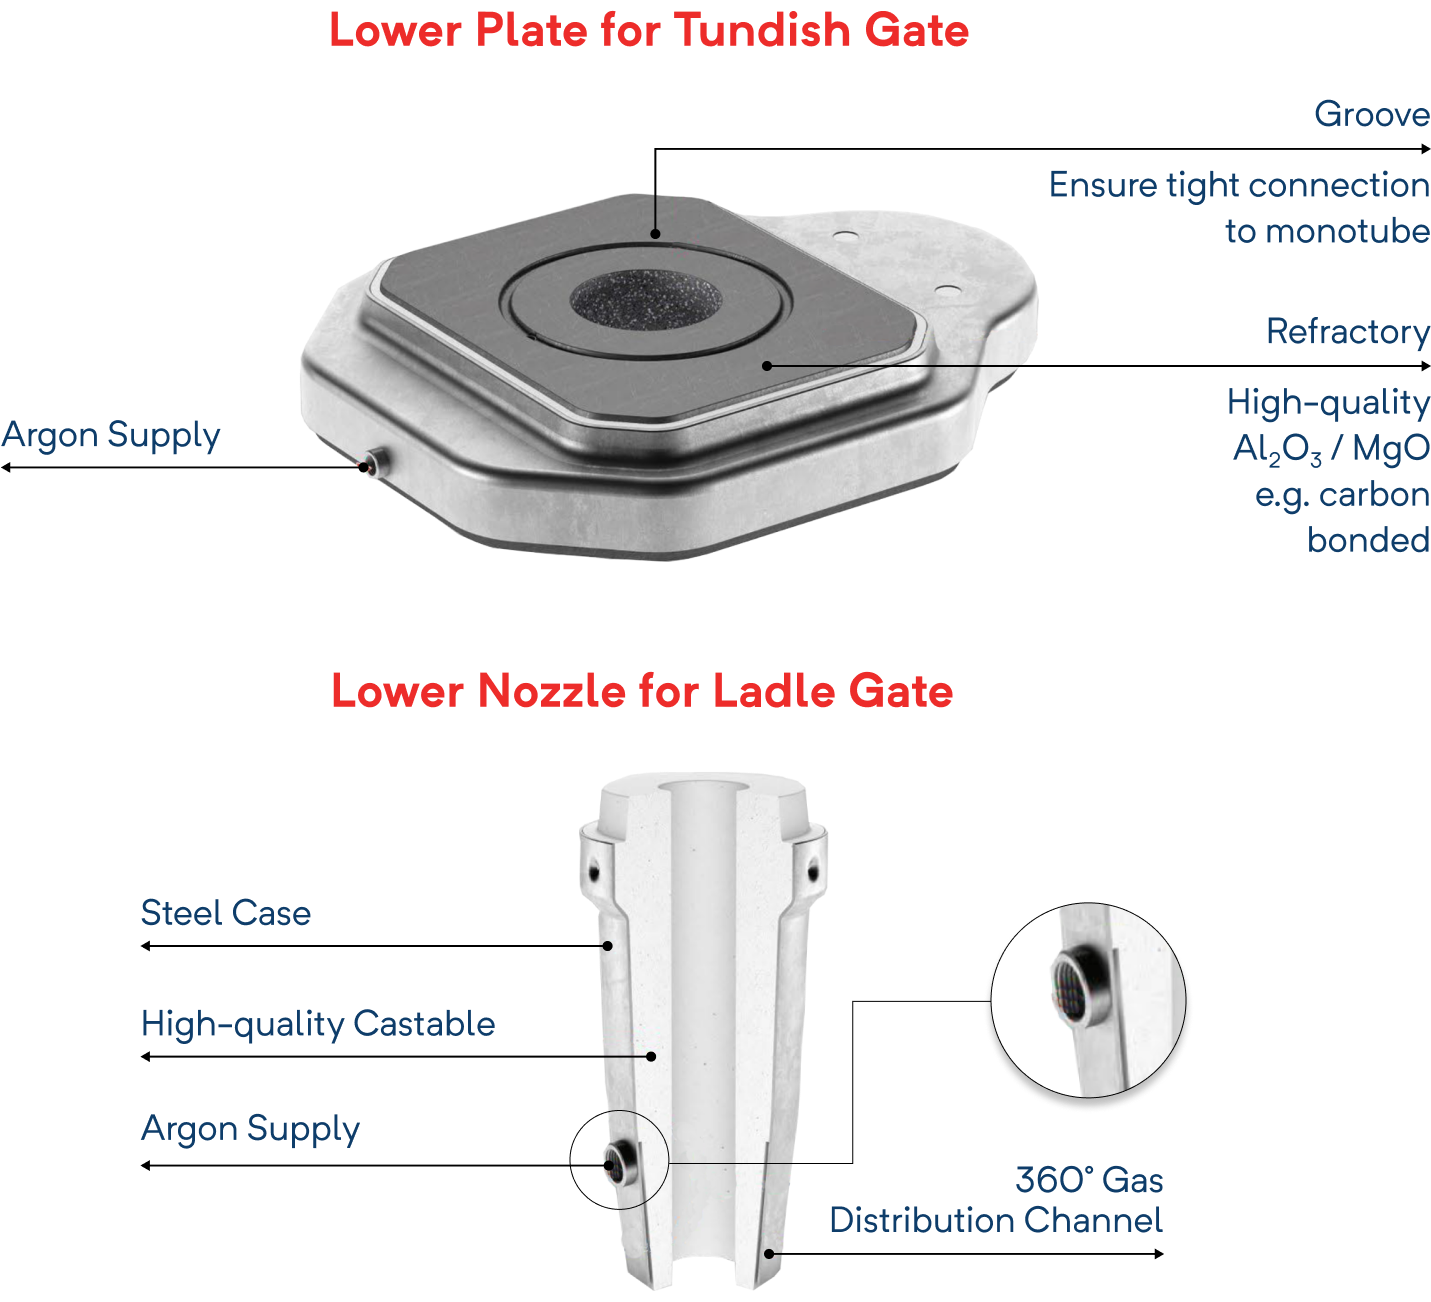 Lower Plate for Tundish Gate
Groove
Ensure tight connection
to monotube
Refractory
High-quality
Al₂O₃ / MgO
e.g. carbon
bonded
Argon Supply
Lower Nozzle for Ladle Gate
Steel Case
High-quality Castable
Argon Supply
360° Gas
Distribution Channel